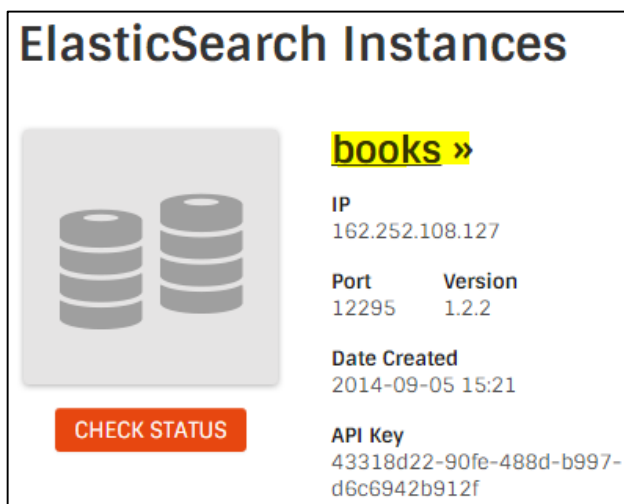 ElasticSearch Instances
books »
IP
162.252.108.127
Port Version
12295 1.2.2
Date Created
2014-09-05 15:21
CHECK STATUS
API Key
43318d22-90fe-488d-b997-
d6c6942b912f